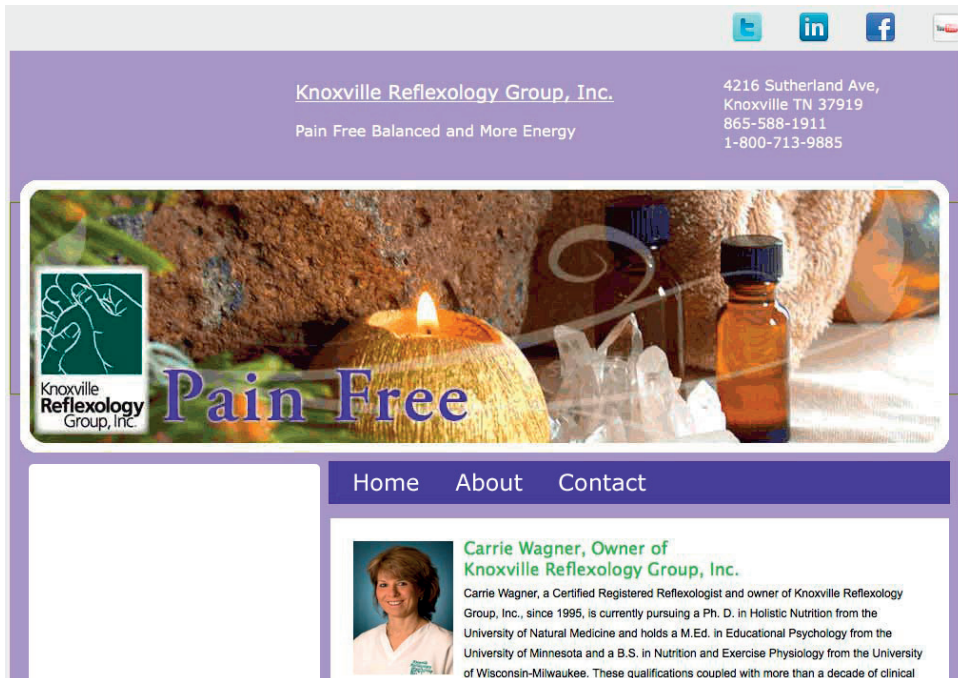 Knoxville Reflexology Group, Inc.
Pain Free Balanced and More Energy
4216 Sutherland Ave,
Knoxville TN 37919
865-588-1911
1-800-713-9885
Knoxville
Reflexology
Group, Inc.
Pain Free
Home About Contact
Carrie Wagner, Owner of
Knoxville Reflexology Group, Inc.
Carrie Wagner, a Certified Registered Reflexologist and owner of Knoxville Reflexology
Group, Inc., since 1995, is currently pursuing a Ph. D. in Holistic Nutrition from the
University of Natural Medicine and holds a M.Ed. in Educational Psychology from the
University of Minnesota and a B.S. in Nutrition and Exercise Physiology from the University
of Wisconsin-Milwaukee. These qualifications coupled with more than a decade of clinical